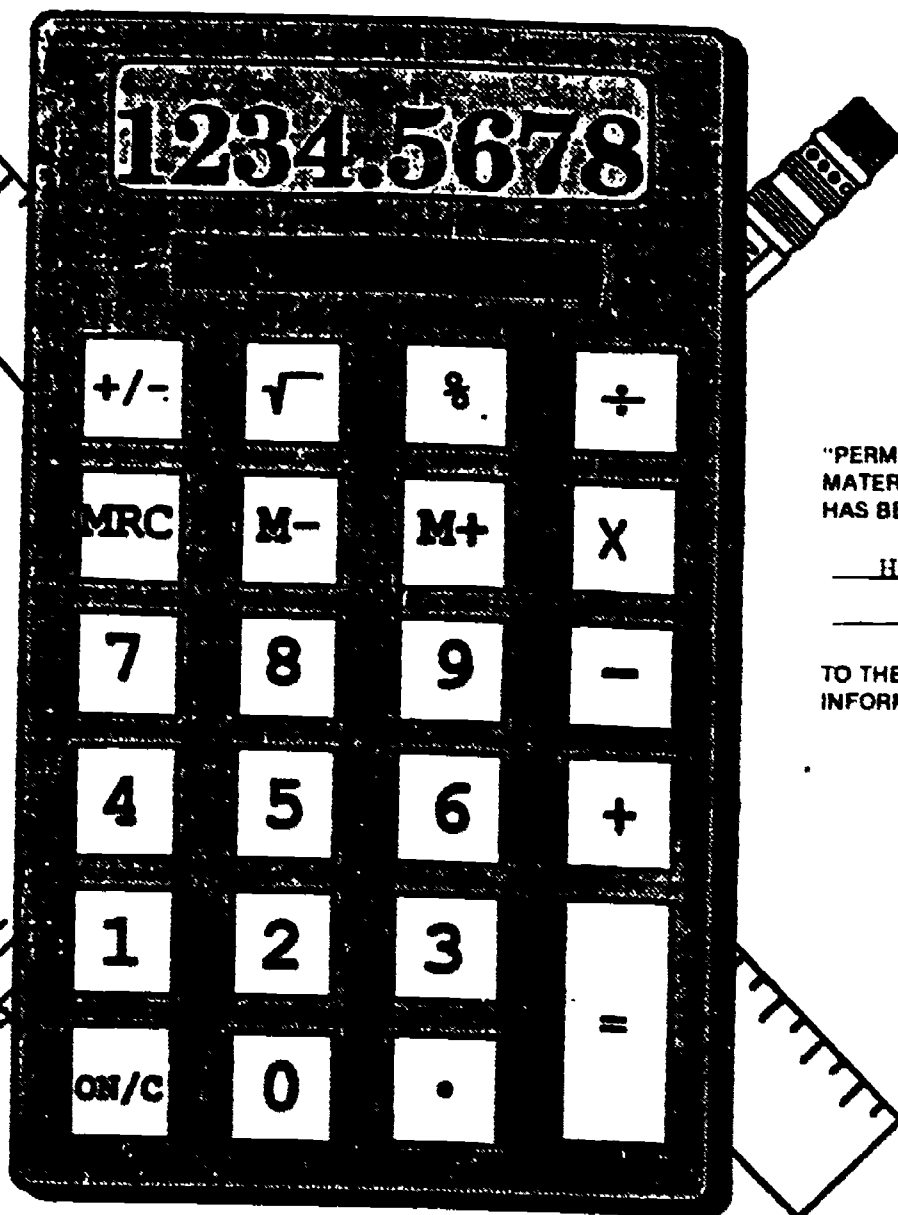 1234.5678
+/- √ % ÷
MRC M- M+ X
7 8 9 -
4 5 6 +
1 2 3
=
ON/C 0 .
"PERM
MATER
HAS BE
H
TO THE
INFOR